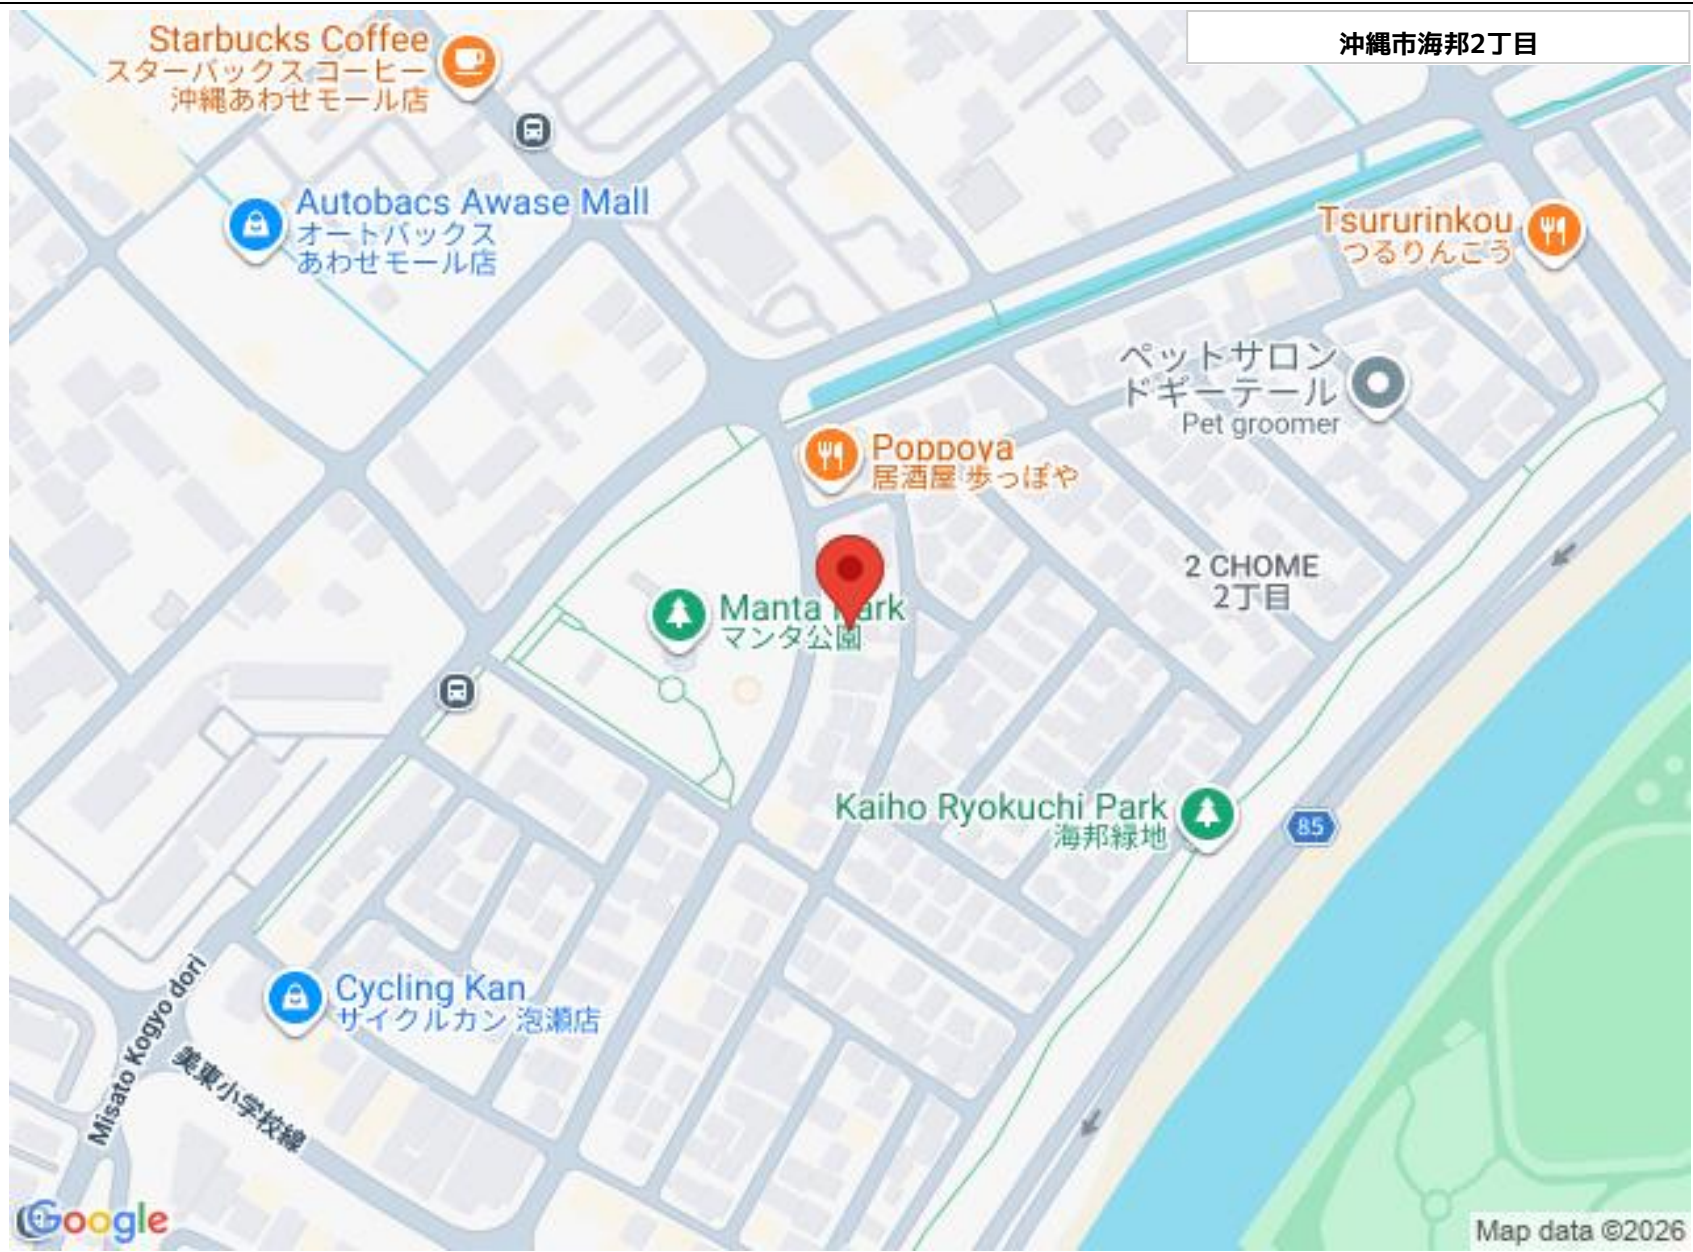 沖縄市海邦2丁目
Starbucks Coffee
スターバックス コーヒー
沖縄あわせモール店
Autobacs Awase Mall
オートバックス
あわせモール店
Tsururinkou
つるりんこう
ペットサロン
ドギーテール
Pet groomer
Poppoya
居酒屋 歩っぽや
2 CHOME
2丁目
Manta Park
マンタ公園
Kaiho Ryokuchi Park
海邦緑地
85
Cycling Kan
サイクルカン 泡瀬店
Misato Kogyo dori
美東小学校線
Google
Map data ©2026